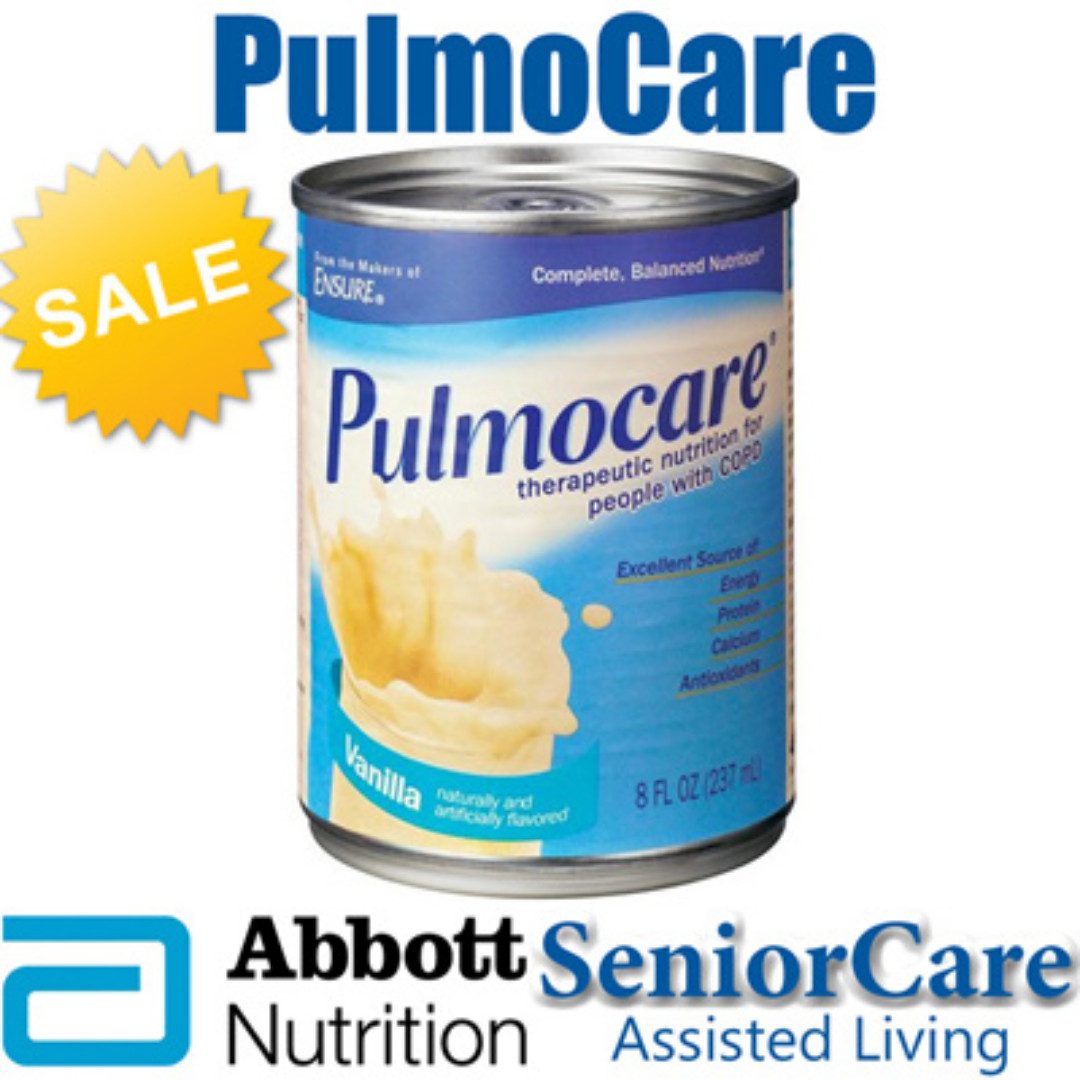 PulmoCare
SALE
From the Makers of
ENSURE®
Complete, Balanced Nutrition®
Pulmocare®
therapeutic nutrition for
people with COPD
Excellent Source of:
Energy
Protein
Calcium
Antioxidants
Vanilla
naturally and
artificially flavored
8 FL OZ (237 mL)
Abbott
Nutrition
SeniorCare
Assisted Living